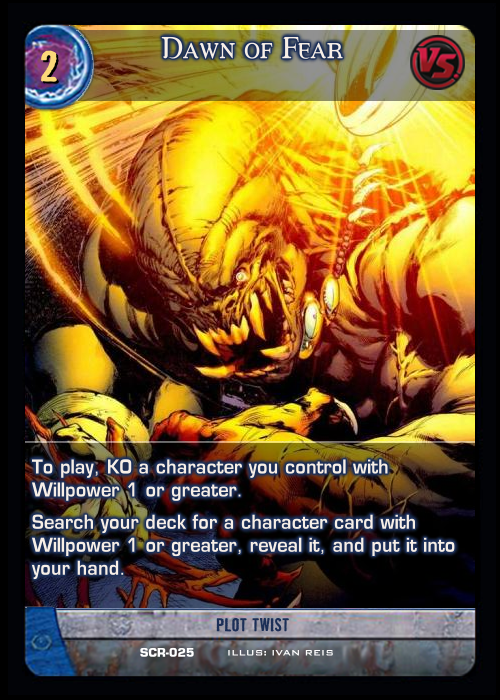 2
Dawn of Fear
VS.
To play, KO a character you control with
Willpower 1 or greater.
Search your deck for a character card with
Willpower 1 or greater, reveal it, and put it into
your hand.
PLOT TWIST
SCR-025 ILLUS: IVAN REIS